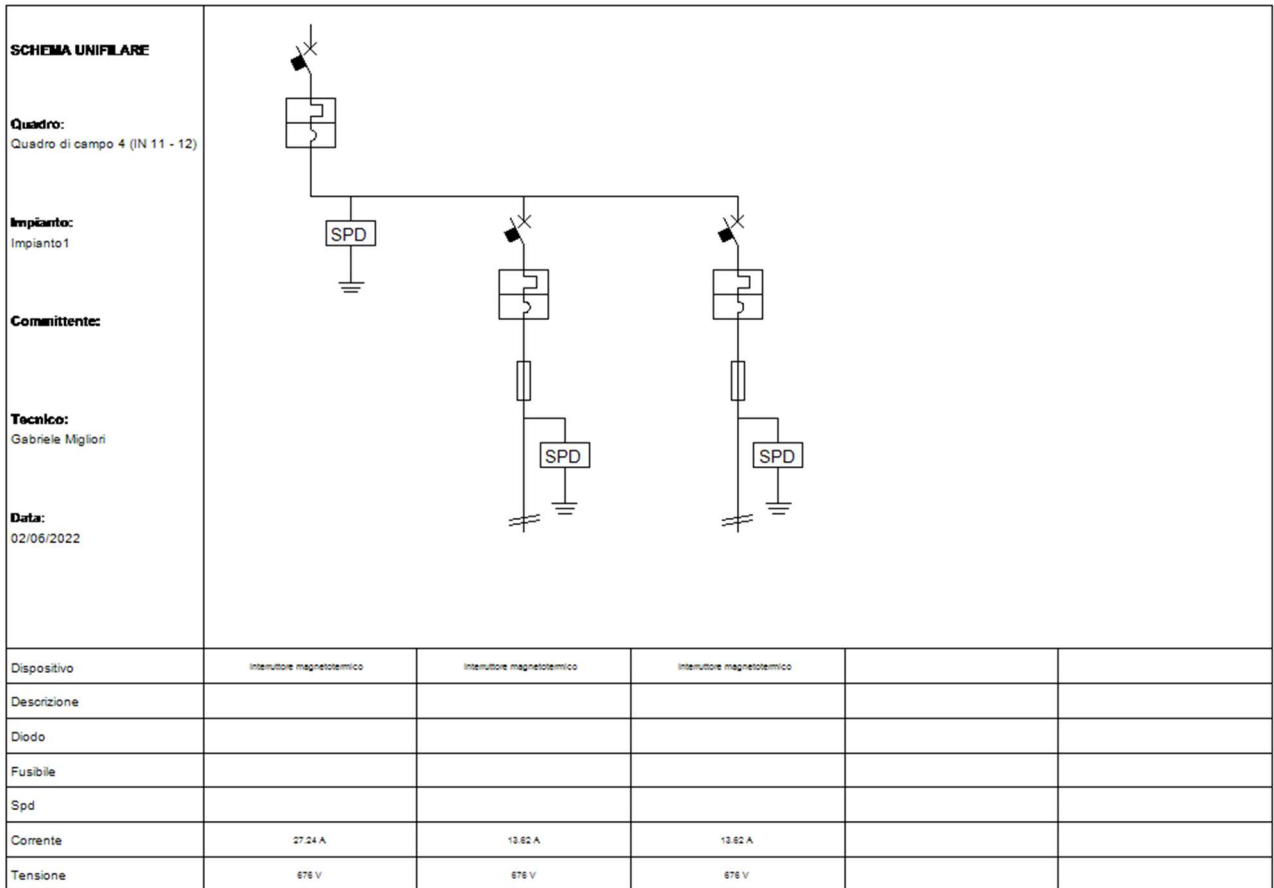 SCHEMA UNIFILARE
Quadro:
Quadro di campo 4 (IN 11 - 12)
Impianto:
Impianto1
Committente:
Tecnico:
Gabriele Migliori
Data:
02/06/2022
SPD
SPD
SPD
Dispositivo Interruttore magnetotermico Interruttore magnetotermico Interruttore magnetotermico
Descrizione
Diodo
Fusibile
Spd
Corrente 27.24 A 13.62 A 13.62 A
Tensione 676 V 676 V 676 V